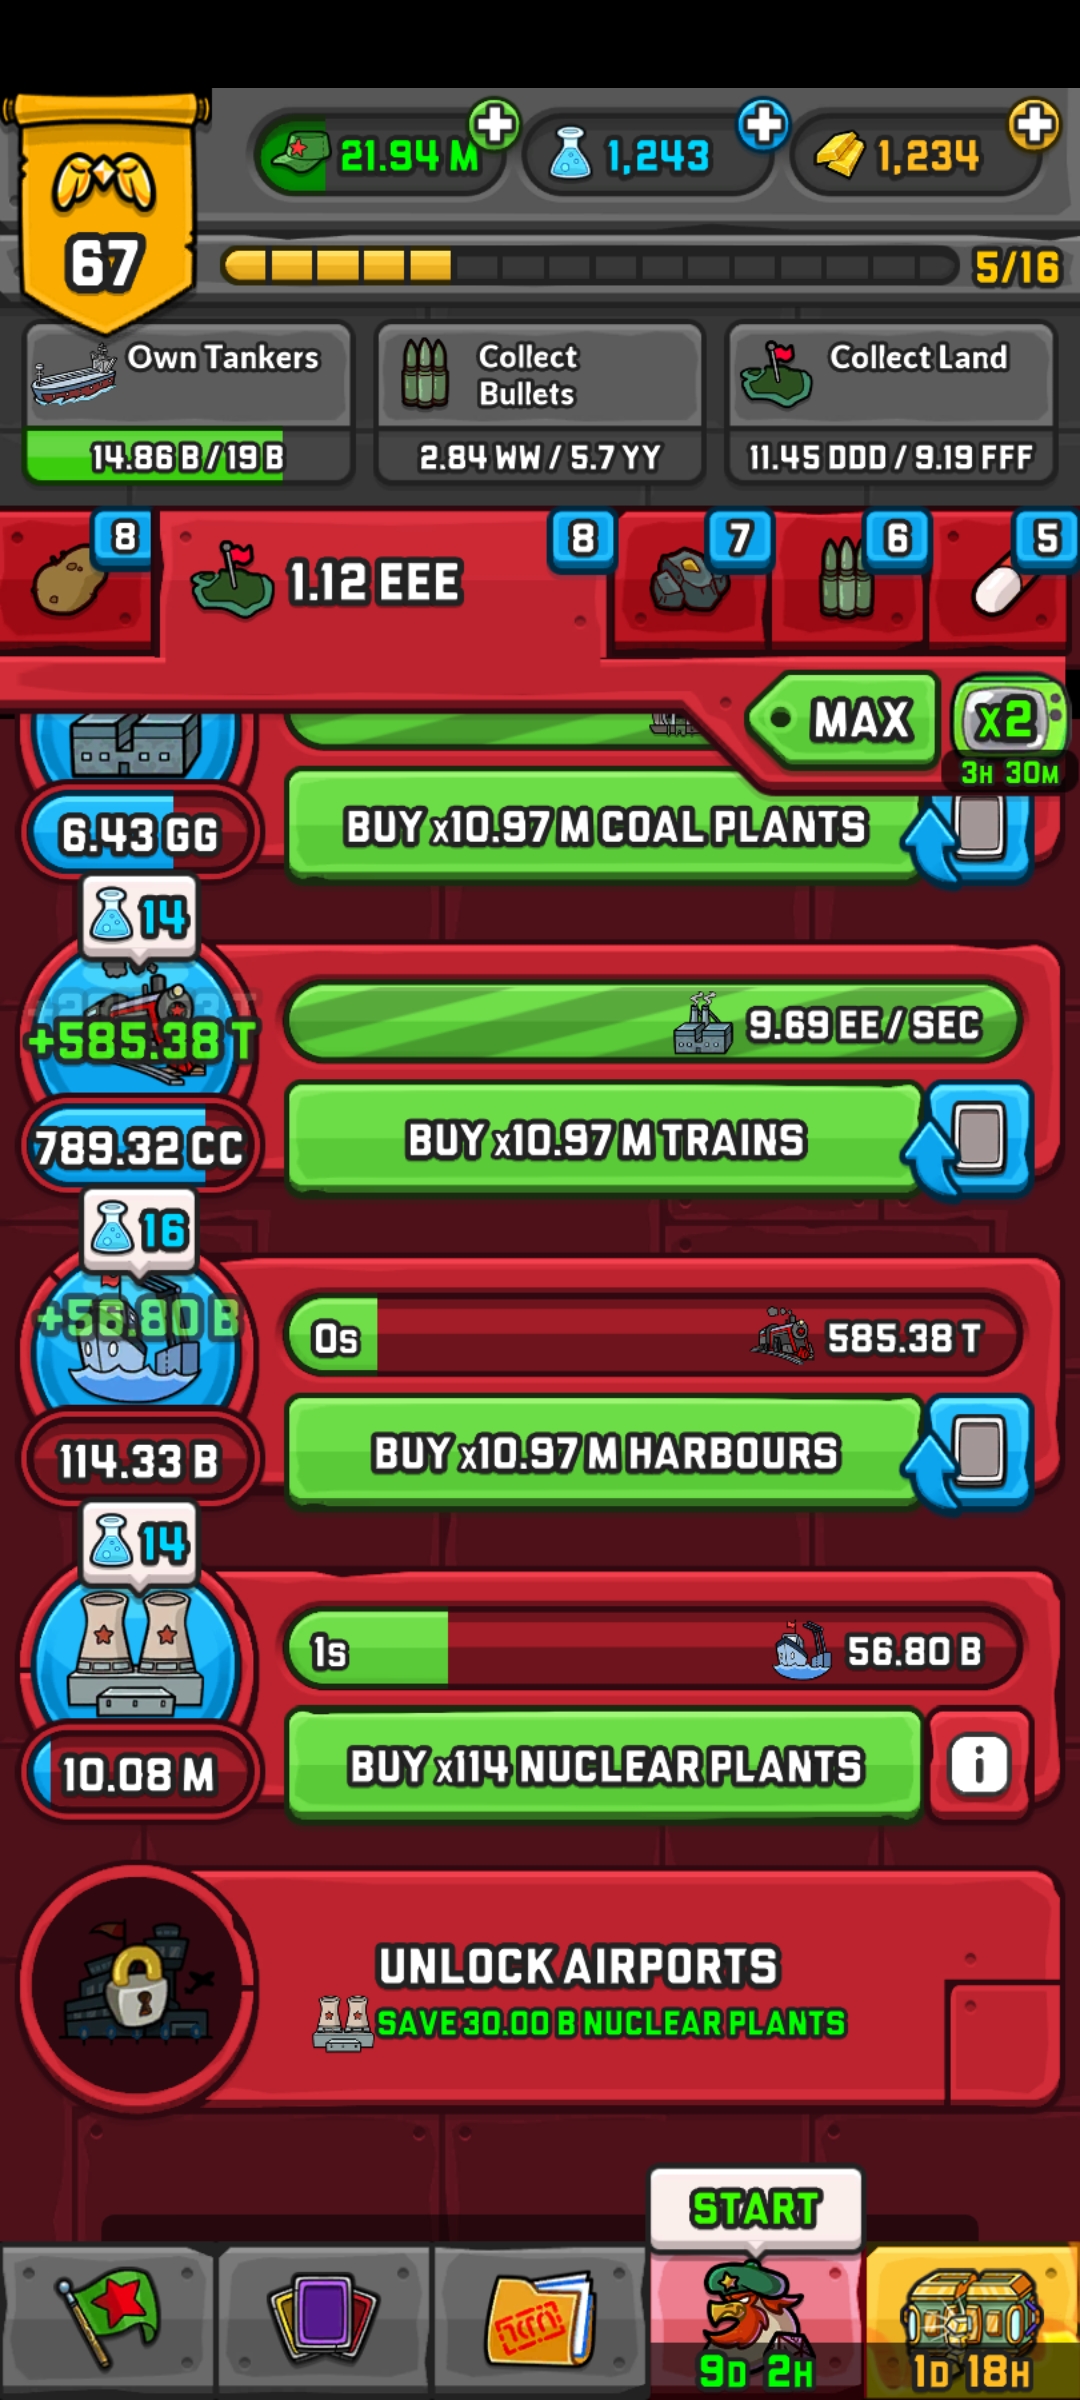 21.94 M
1,243
1,234
67
5/16
Own Tankers
14.86 B / 19 B
Collect
Bullets
2.84 WW / 5.7 YY
Collect Land
11.45 DDD / 9.19 FFF
8
1.12 EEE
8
7
6
5
MAX
x2
3H 30M
BUY x10.97 M COAL PLANTS
6.43 GG
14
+585.38 T
9.69 EE / SEC
BUY x10.97 M TRAINS
789.32 CC
16
+56.80 B
0s
585.38 T
BUY x10.97 M HARBOURS
114.33 B
14
1s
56.80 B
BUY x114 NUCLEAR PLANTS
i
10.08 M
UNLOCK AIRPORTS
SAVE 30.00 B NUCLEAR PLANTS
START
9D 2H
1D 18H